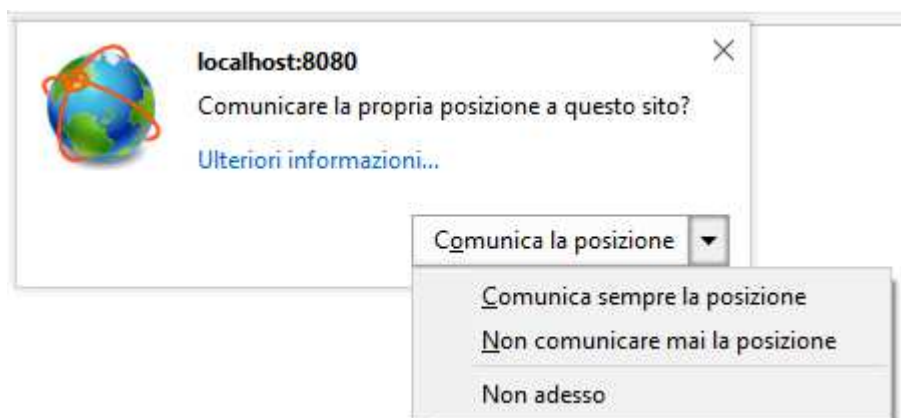 localhost:8080
Comunicare la propria posizione a questo sito?
Ulteriori informazioni...
Comunica la posizione
Comunica sempre la posizione
Non comunicare mai la posizione
Non adesso